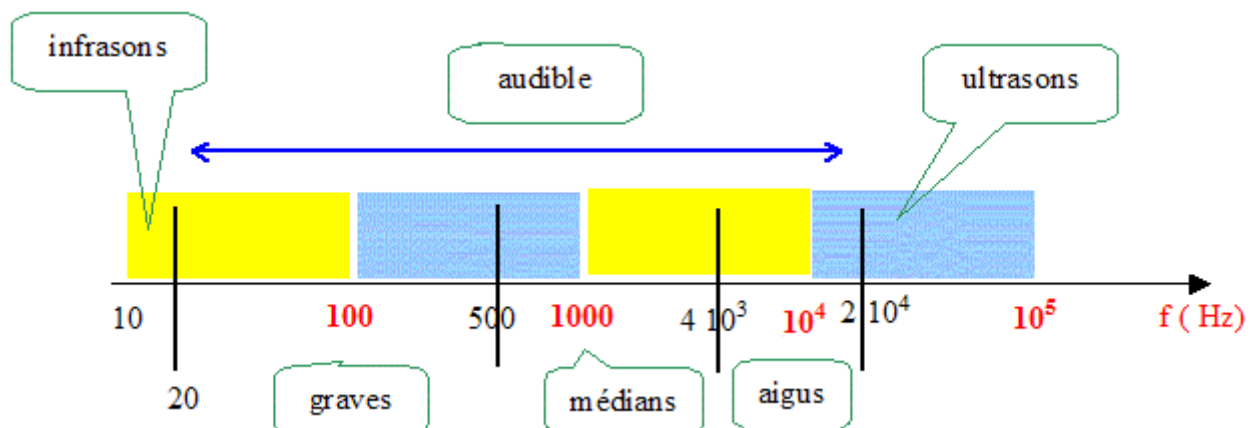 infrasons
audible
ultrasons
10 100 500 1000 4 10³ 10⁴ 2 10⁴ 10⁵ f ( Hz)
20
graves
médians
aigus